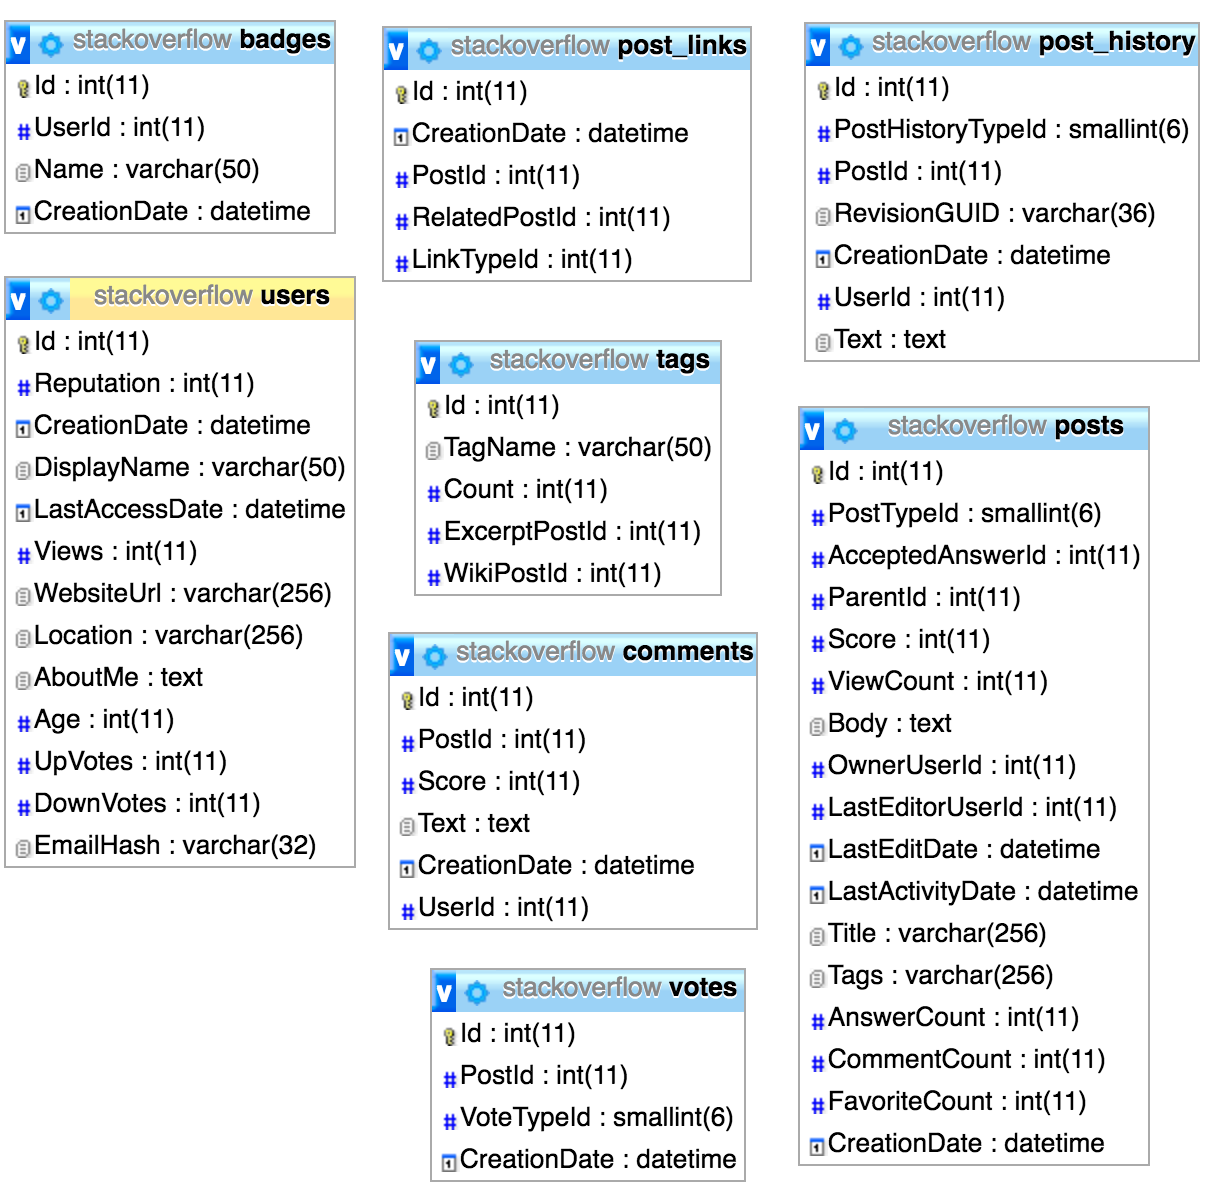 stackoverflow badges
Id : int(11)
UserId : int(11)
Name : varchar(50)
CreationDate : datetime
stackoverflow users
Id : int(11)
Reputation : int(11)
CreationDate : datetime
DisplayName : varchar(50)
LastAccessDate : datetime
Views : int(11)
WebsiteUrl : varchar(256)
Location : varchar(256)
AboutMe : text
Age : int(11)
UpVotes : int(11)
DownVotes : int(11)
EmailHash : varchar(32)
stackoverflow post_links
Id : int(11)
CreationDate : datetime
PostId : int(11)
RelatedPostId : int(11)
LinkTypeId : int(11)
stackoverflow tags
Id : int(11)
TagName : varchar(50)
Count : int(11)
ExcerptPostId : int(11)
WikiPostId : int(11)
stackoverflow comments
Id : int(11)
PostId : int(11)
Score : int(11)
Text : text
CreationDate : datetime
UserId : int(11)
stackoverflow votes
Id : int(11)
PostId : int(11)
VoteTypeId : smallint(6)
CreationDate : datetime
stackoverflow post_history
Id : int(11)
PostHistoryTypeId : smallint(6)
PostId : int(11)
RevisionGUID : varchar(36)
CreationDate : datetime
UserId : int(11)
Text : text
stackoverflow posts
Id : int(11)
PostTypeId : smallint(6)
AcceptedAnswerId : int(11)
ParentId : int(11)
Score : int(11)
ViewCount : int(11)
Body : text
OwnerUserId : int(11)
LastEditorUserId : int(11)
LastEditDate : datetime
LastActivityDate : datetime
Title : varchar(256)
Tags : varchar(256)
AnswerCount : int(11)
CommentCount : int(11)
FavoriteCount : int(11)
CreationDate : datetime